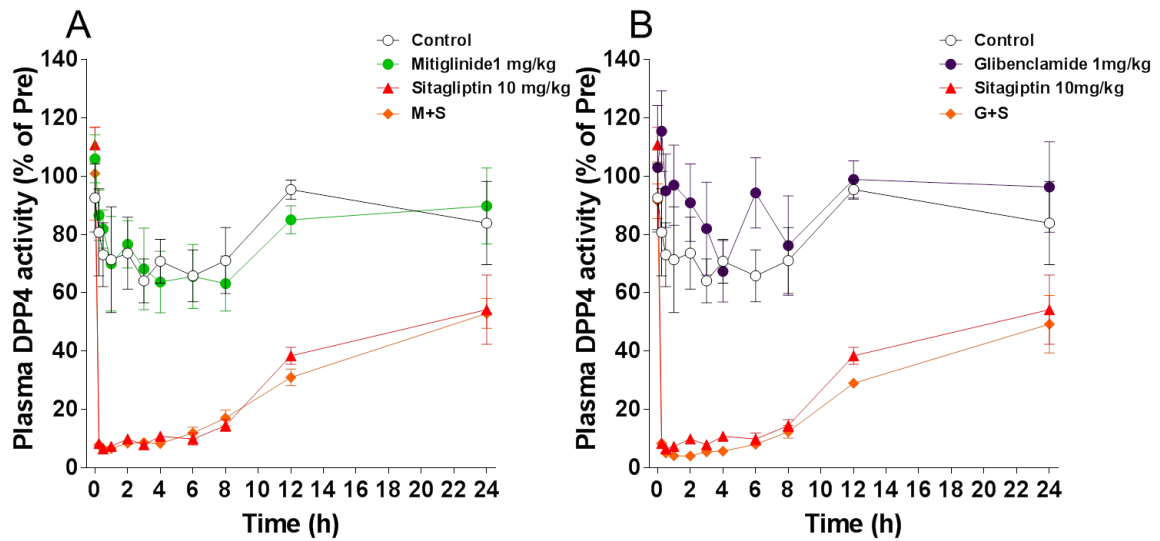 A
Control
Mitiglinide1 mg/kg
Sitagliptin 10 mg/kg
M+S
Plasma DPP4 activity (% of Pre)
140
120
100
80
60
40
20
0
0 2 4 6 8 10 12 14 16 18 20 22 24
Time (h)
B
Control
Glibenclamide 1mg/kg
Sitagiptin 10mg/kg
G+S
Plasma DPP4 activity (% of Pre)
140
120
100
80
60
40
20
0
0 2 4 6 8 10 12 14 16 18 20 22 24
Time (h)